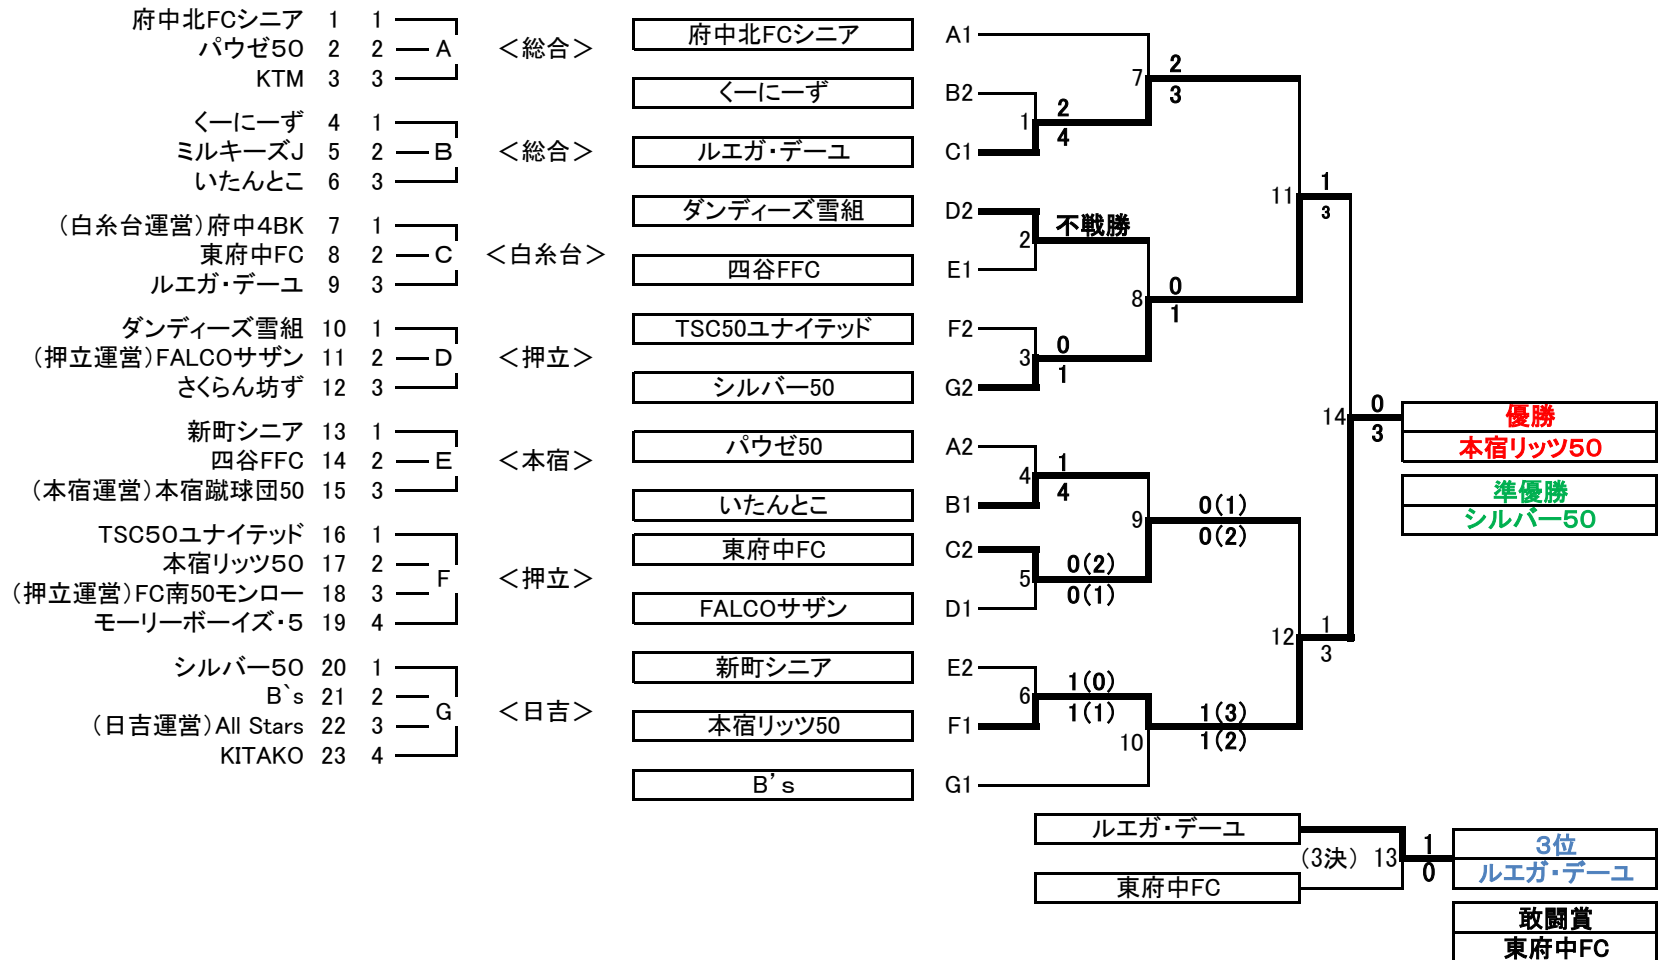 府中北FCシニア 1 1
パウゼ50 2 2 A <総合>
KTM 3 3
くーにーず 4 1
ミルキーズJ 5 2 B <総合>
いたんとこ 6 3
(白糸台運営)府中4BK 7 1
東府中FC 8 2 C <白糸台>
ルエガ・デーユ 9 3
ダンディーズ雪組 10 1
(押立運営)FALCOサザン 11 2 D <押立>
さくらん坊ず 12 3
新町シニア 13 1
四谷FFC 14 2 E <本宿>
(本宿運営)本宿蹴球団50 15 3
TSC50ユナイテッド 16 1
本宿リッツ50 17 2
F <押立>
(押立運営)FC南50モンロー 18 3
モーリーボーイズ・5 19 4
シルバー50 20 1
B`s 21 2
G <日吉>
(日吉運営)All Stars 22 3
KITAKO 23 4
府中北FCシニア A1
くーにーず B2
ルエガ・デーユ C1
ダンディーズ雪組 D2
四谷FFC E1
TSC50ユナイテッド F2
シルバー50 G2
パウゼ50 A2
いたんとこ B1
東府中FC C2
FALCOサザン D1
新町シニア E2
本宿リッツ50 F1
B's G1
1 2
4
2 不戦勝
3 0
1
4 1
4
5 0(2)
0(1)
6 1(0)
1(1)
7 2
3
8 0
1
9 0(1)
0(2)
10 1(3)
1(2)
11 1
3
12 1
3
14 0
3
優勝
本宿リッツ50
準優勝
シルバー50
ルエガ・デーユ
(3決) 13 1
0
東府中FC
3位
ルエガ・デーユ
敢闘賞
東府中FC